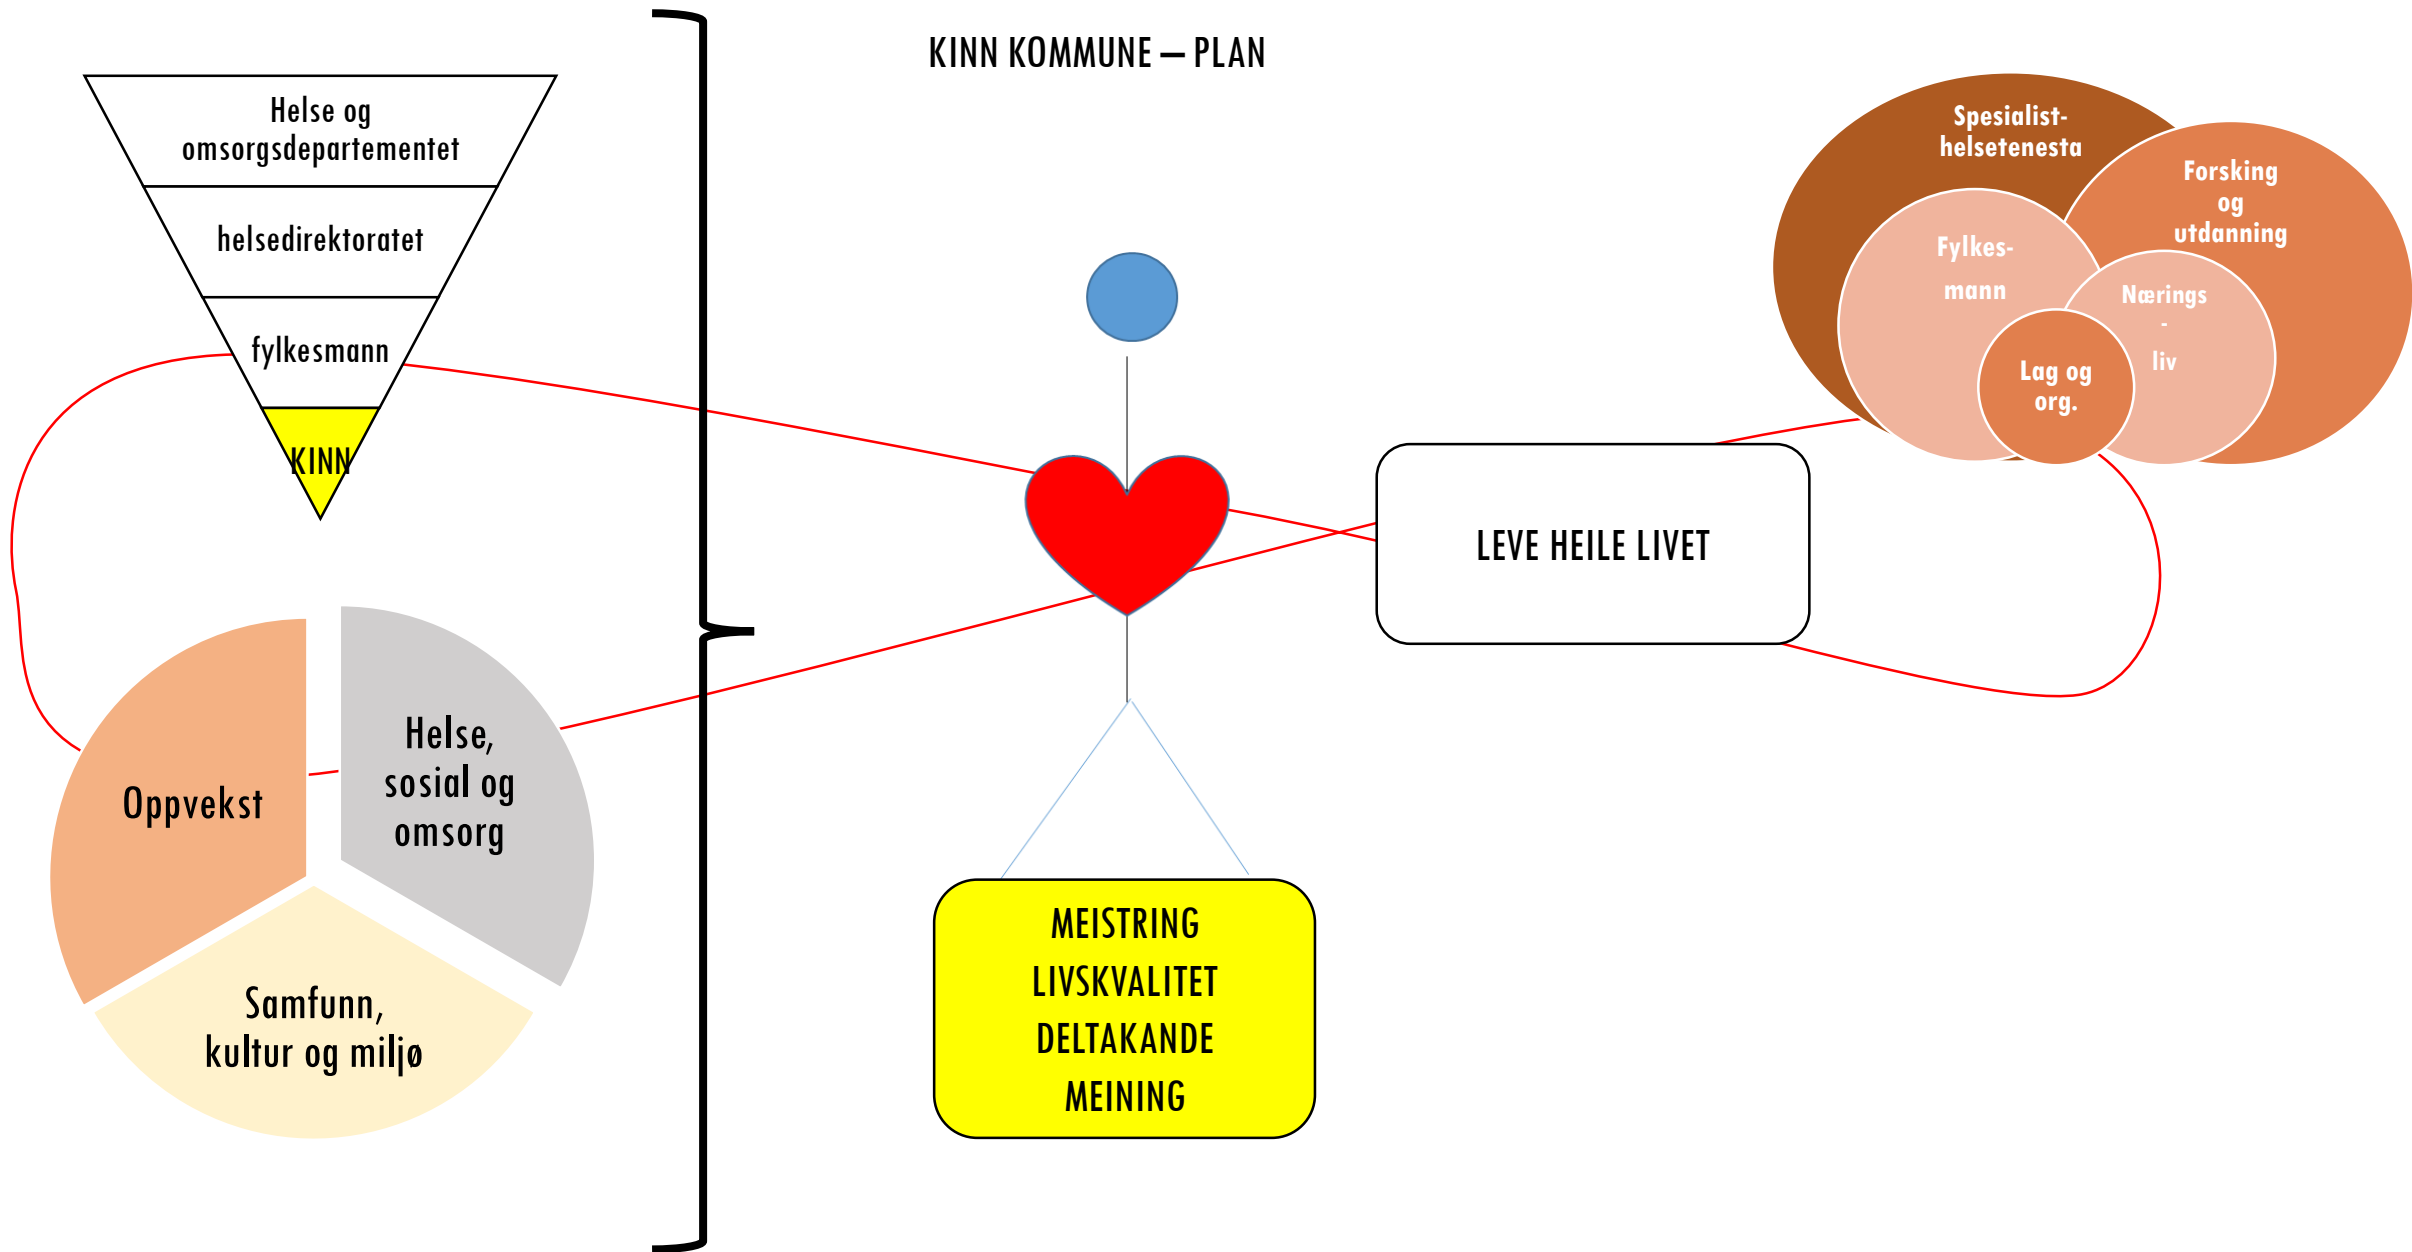 KINN KOMMUNE – PLAN
Helse og
omsorgsdepartementet
helsedirektoratet
fylkesmann
KINN
Oppvekst
Helse,
sosial og
omsorg
Samfunn,
kultur og miljø
LEVE HEILE LIVET
MEISTRING
LIVSKVALITET
DELTAKANDE
MEINING
Spesialist-
helsetenesta
Forsking
og
utdanning
Fylkes-
mann
Nærings
-
liv
Lag og
org.